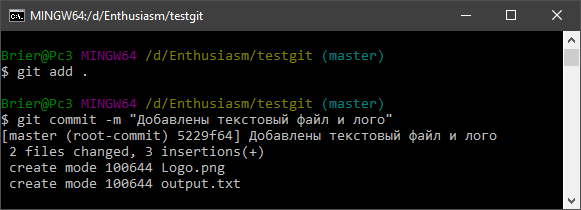 MINGW64:/d/Enthusiasm/testgit
Brier@Pc3 MINGW64 /d/Enthusiasm/testgit (master)
$ git add .
Brier@Pc3 MINGW64 /d/Enthusiasm/testgit (master)
$ git commit -m "Добавлены текстовый файл и лого"
[master (root-commit) 5229f64] Добавлены текстовый файл и лого
 2 files changed, 3 insertions(+)
 create mode 100644 Logo.png
 create mode 100644 output.txt